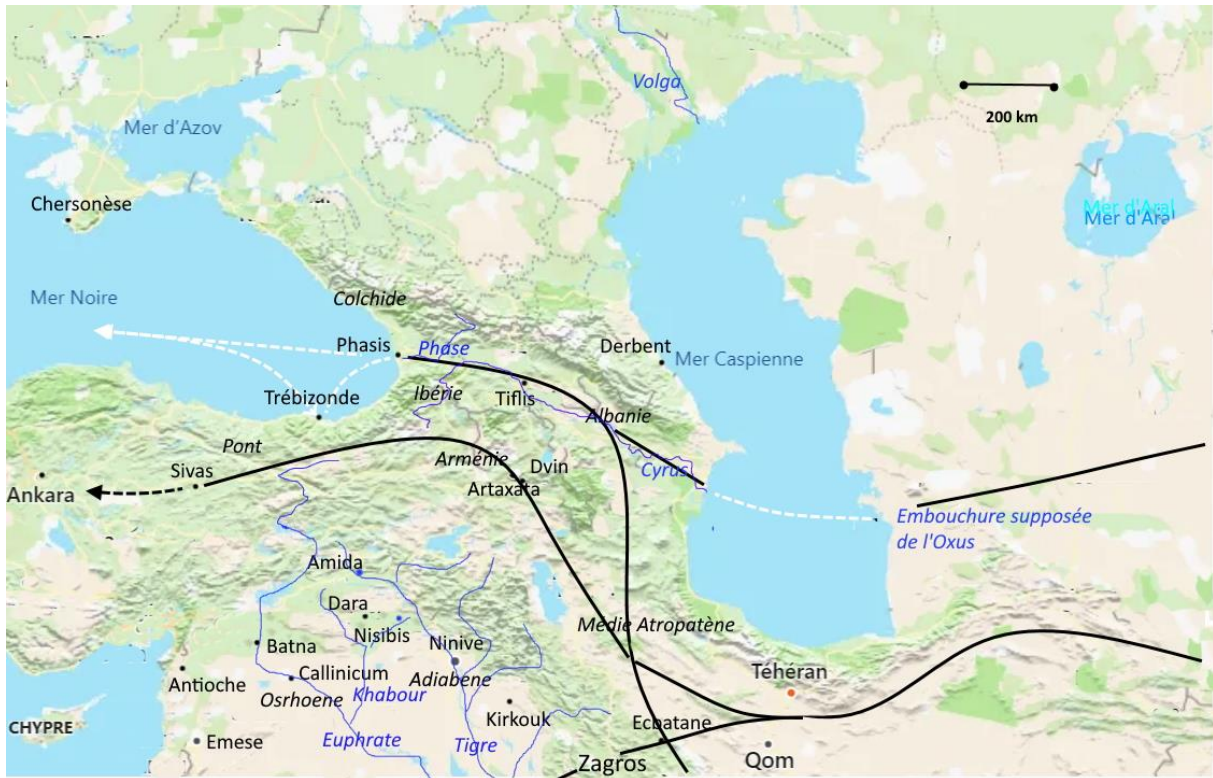 Volga
200 km
Mer d'Azov
Chersonèse
Mer d'Aral
Mer d'Aral
Mer Noire
Colchide
Phasis
Phase
Derbent
Mer Caspienne
Ibérie
Tiflis
Trébizonde
Albanie
Pont
Sivas
Arménie
Dvin
Cyrus
Artaxata
Ankara
Embouchure supposée
de l'Oxus
Amida
Dara
Nisibis
Médie Atropatène
Batna
Ninive
Téhéran
Antioche
Callinicum
Adiabene
Osrhoene
Khabour
Kirkouk
Ecbatane
CHYPRE
Emese
Euphrate
Tigre
Zagros
Qom